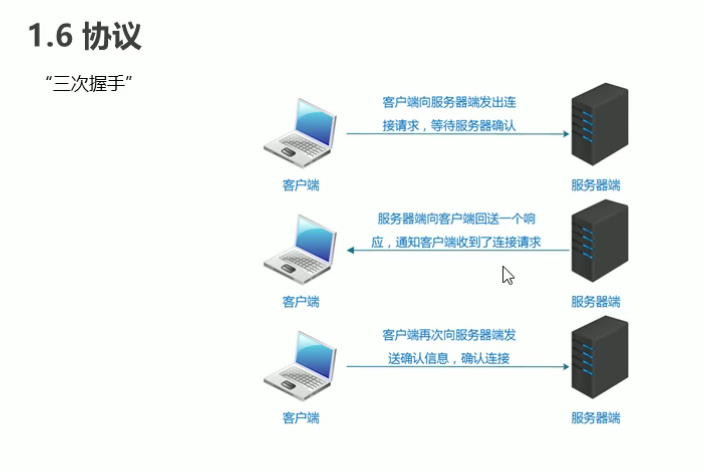 1.6 协议
“三次握手”
客户端向服务器端发出连
接请求，等待服务器确认
客户端
服务器端
服务器端向客户端回送一个响
应，通知客户端收到了连接请求
客户端
服务器端
客户端再次向服务器端发
送确认信息，确认连接
客户端
服务器端